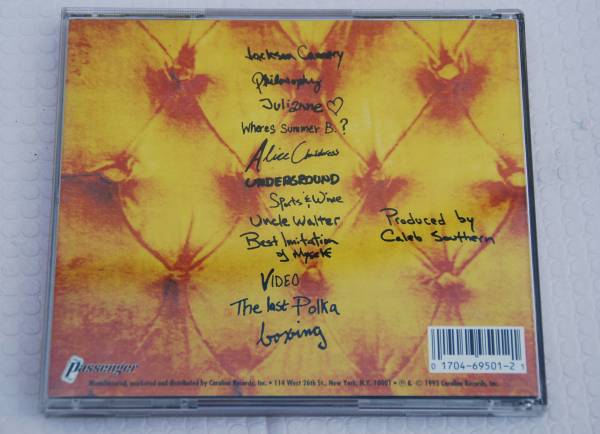 Jackson Cannery
Philosophy
Julianne ♡
Where's Summer B.?
Alice Childress
UNDERGROUND
Sports & Wine
Uncle Walter
Best Imitation
of Myself
VIDEO
The last Polka
boxing
Produced by
Caleb Southern
Passenger
0 1704-69501-2 1
Manufactured, marketed and distributed by Caroline Records, Inc. • 114 West 26th St., New York, N.Y. 10001 • ℗ & © 1995 Caroline Records, Inc.